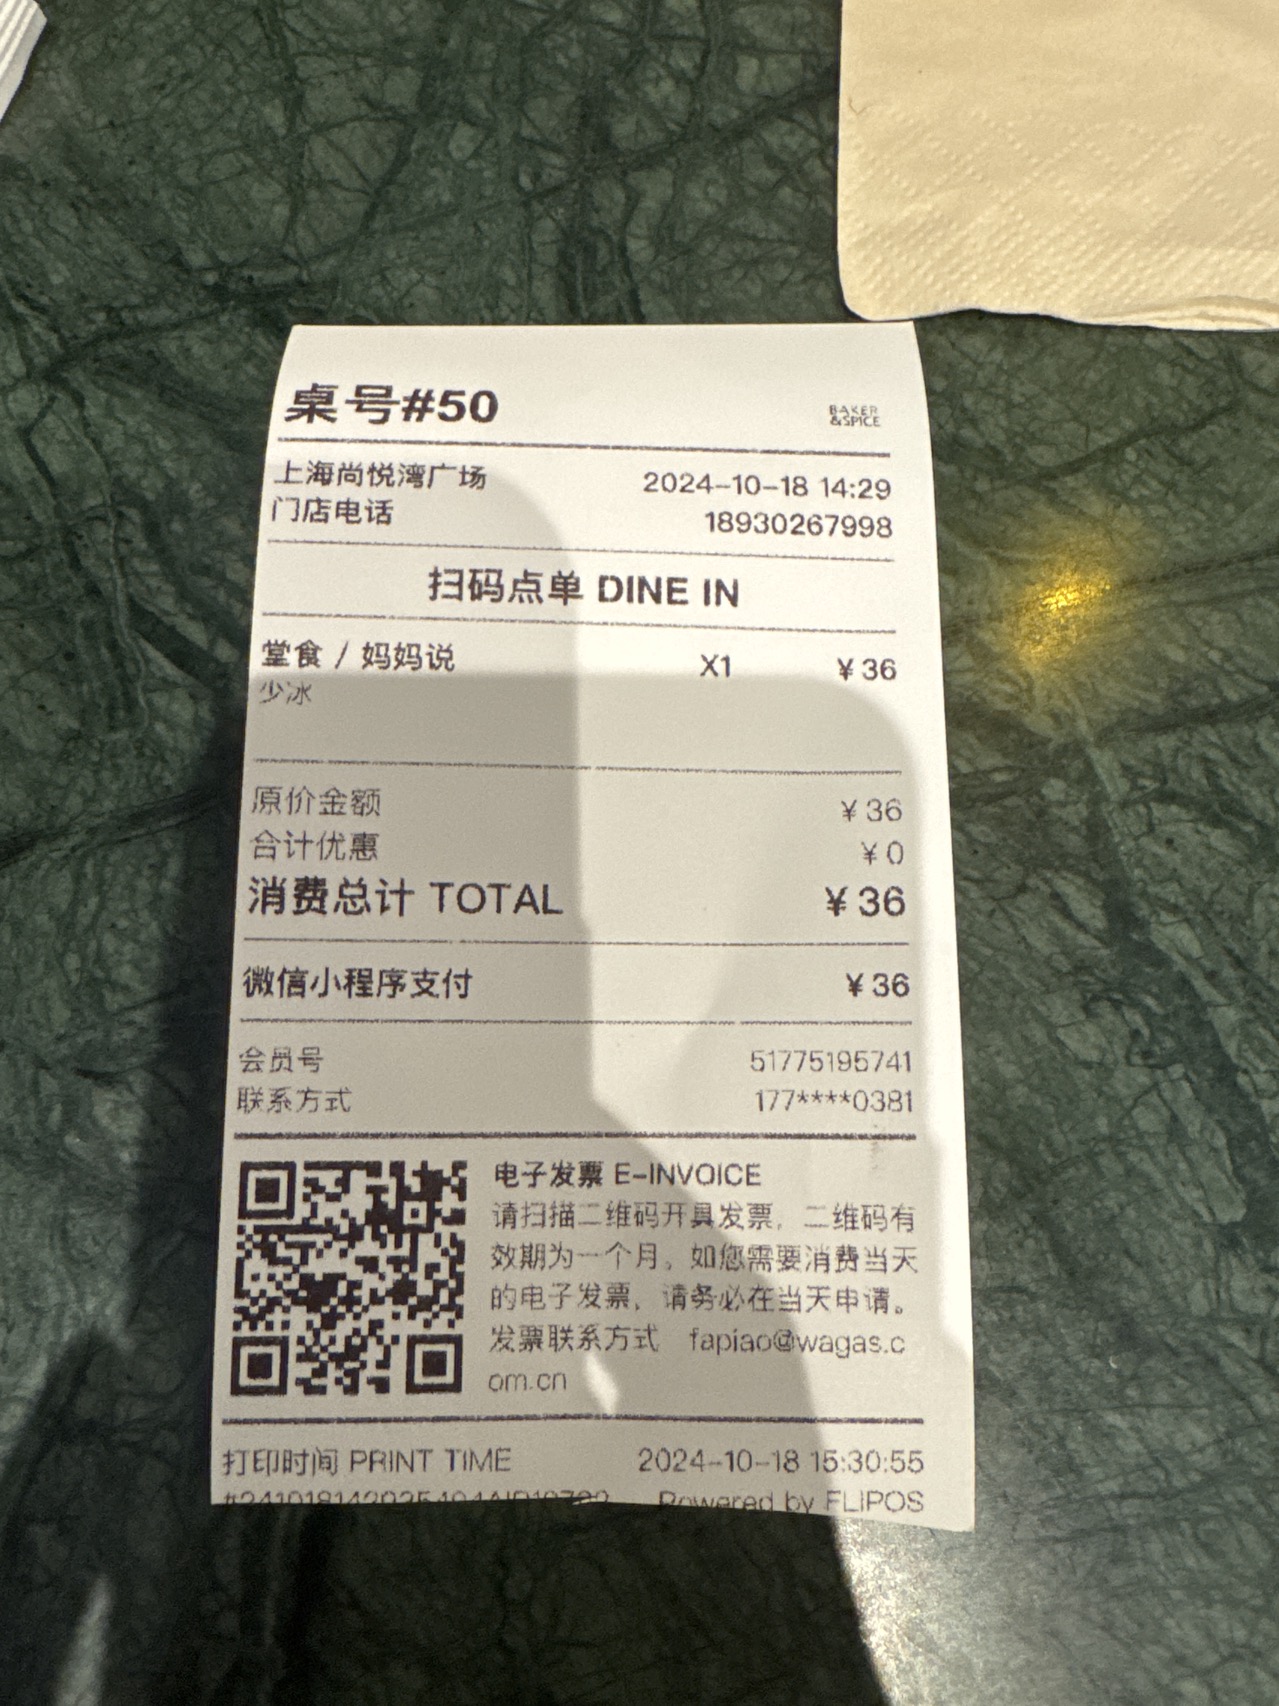 桌号#50
BAKER
&SPICE
上海尚悦湾广场 2024-10-18 14:29
门店电话 18930267998
扫码点单 DINE IN
堂食 / 妈妈说 X1 ¥36
少冰
原价金额 ¥36
合计优惠 ¥0
消费总计 TOTAL ¥36
微信小程序支付 ¥36
会员号 51775195741
联系方式 177****0381
电子发票 E-INVOICE
请扫描二维码开具发票，二维码有
效期为一个月。如您需要消费当天
的电子发票，请务必在当天申请。
发票联系方式 fapiao@wagas.c
om.cn
打印时间 PRINT TIME 2024-10-18 15:30:55
Powered by FLIPOS